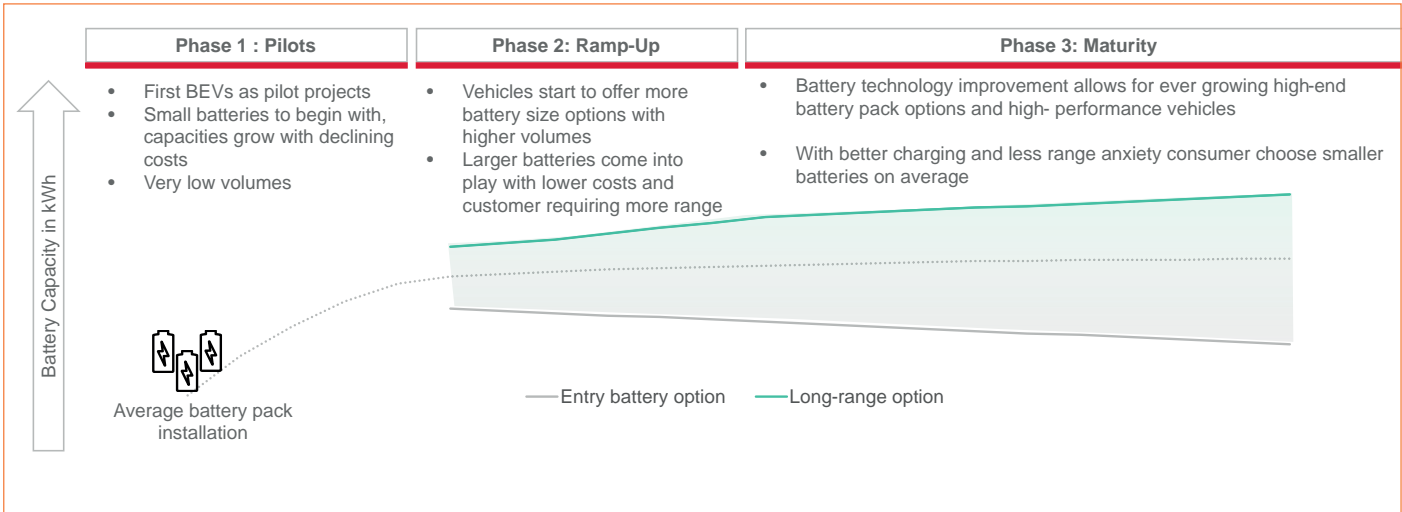 Phase 1 : Pilots
Phase 2: Ramp-Up
Phase 3: Maturity
Battery Capacity in kWh
• First BEVs as pilot projects
• Small batteries to begin with,
capacities grow with declining
costs
• Very low volumes
• Vehicles start to offer more
battery size options with
higher volumes
• Larger batteries come into
play with lower costs and
customer requiring more range
• Battery technology improvement allows for ever growing high-end
battery pack options and high- performance vehicles
• With better charging and less range anxiety consumer choose smaller
batteries on average
Average battery pack
installation
Entry battery option
Long-range option